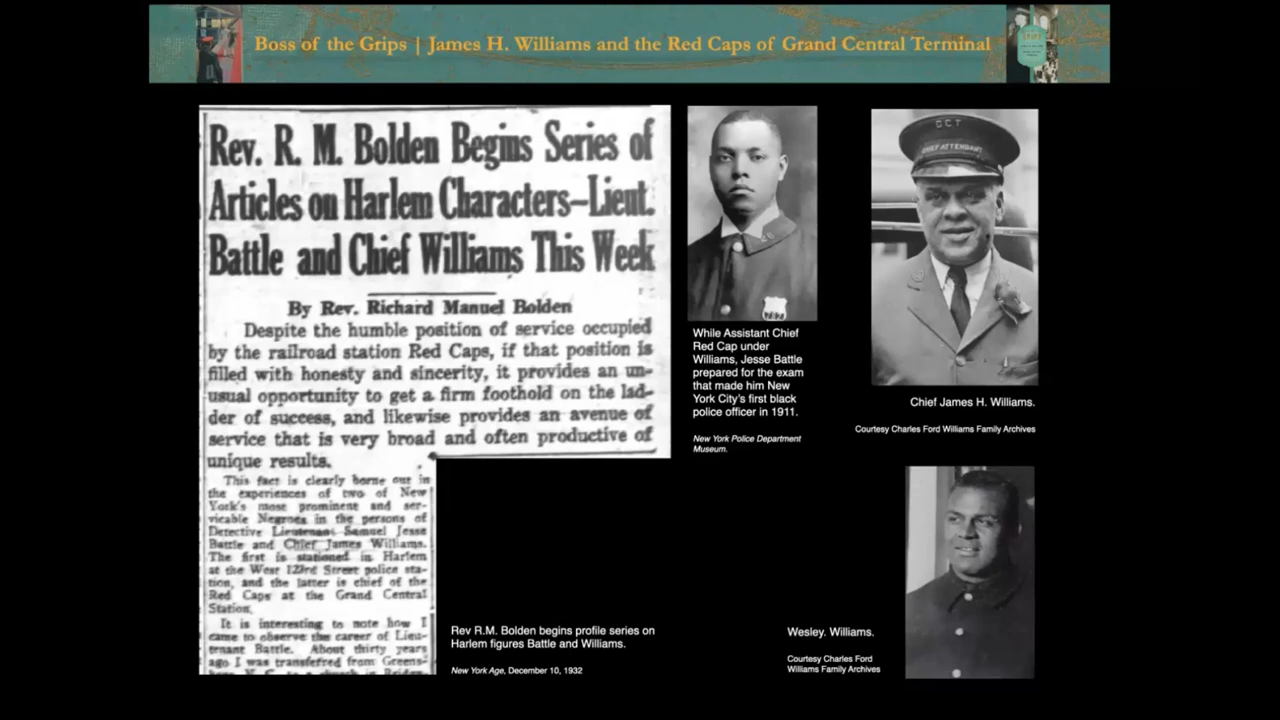 Boss of the Grips | James H. Williams and the Red Caps of Grand Central Terminal
Rev. R. M. Bolden Begins Series of
Articles on Harlem Characters—Lieut.
Battle and Chief Williams This Week
By Rev. Richard Manuel Bolden
Despite the humble position of service occupied
by the railroad station Red Caps, if that position is
filled with honesty and sincerity, it provides an un-
usual opportunity to get a firm foothold on the lad-
der of success, and likewise provides an avenue of
service that is very broad and often productive of
unique results.
This fact is clearly borne out in
the experiences of two of New
York's most prominent and ser-
vicable Negroes in the persons of
Detective Lieutenant Samuel Jesse
Battle and Chief James Williams.
The first is stationed in Harlem
at the West 123rd Street police sta-
tion, and the latter is chief of the
Red Caps at the Grand Central
Station.
It is interesting to note how I
came to observe the career of Lieu-
tenant Battle. About thirty years
ago I was transferred from Greens-
Rev R.M. Bolden begins profile series on
Harlem figures Battle and Williams.
New York Age, December 10, 1932
While Assistant Chief
Red Cap under
Williams, Jesse Battle
prepared for the exam
that made him New
York City's first black
police officer in 1911.
New York Police Department
Museum.
GCT
CHIEF ATTENDANT
Chief James H. Williams.
Courtesy Charles Ford Williams Family Archives
Wesley. Williams.
Courtesy Charles Ford
Williams Family Archives